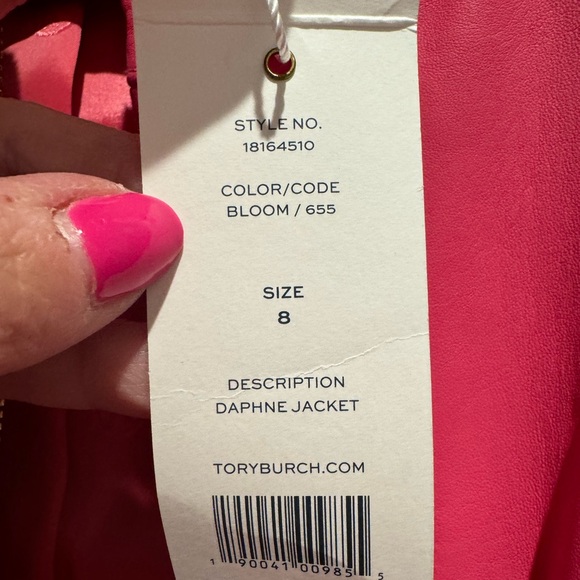 STYLE NO.
18164510
COLOR/CODE
BLOOM / 655
SIZE
8
DESCRIPTION
DAPHNE JACKET
TORYBURCH.COM
1 90041 00985 5